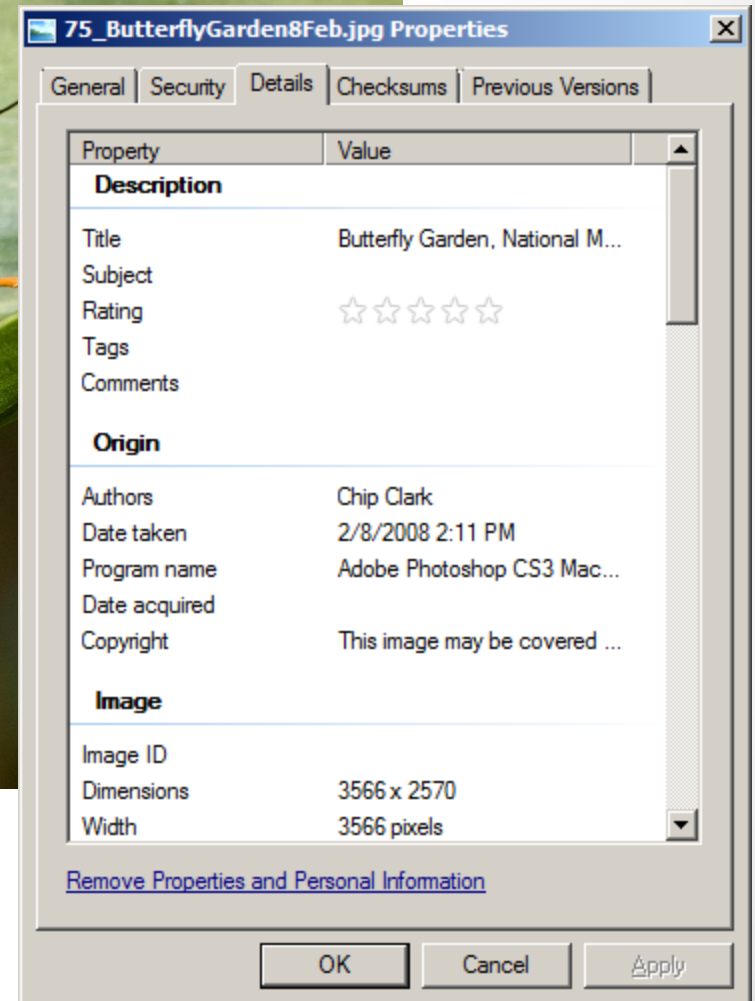 75_ButterflyGarden8Feb.jpg Properties
General Security Details Checksums Previous Versions
Property Value
Description
Title Butterfly Garden, National M...
Subject
Rating
Tags
Comments
Origin
Authors Chip Clark
Date taken 2/8/2008 2:11 PM
Program name Adobe Photoshop CS3 Mac...
Date acquired
Copyright This image may be covered ...
Image
Image ID
Dimensions 3566 x 2570
Width 3566 pixels
Remove Properties and Personal Information
OK Cancel Apply